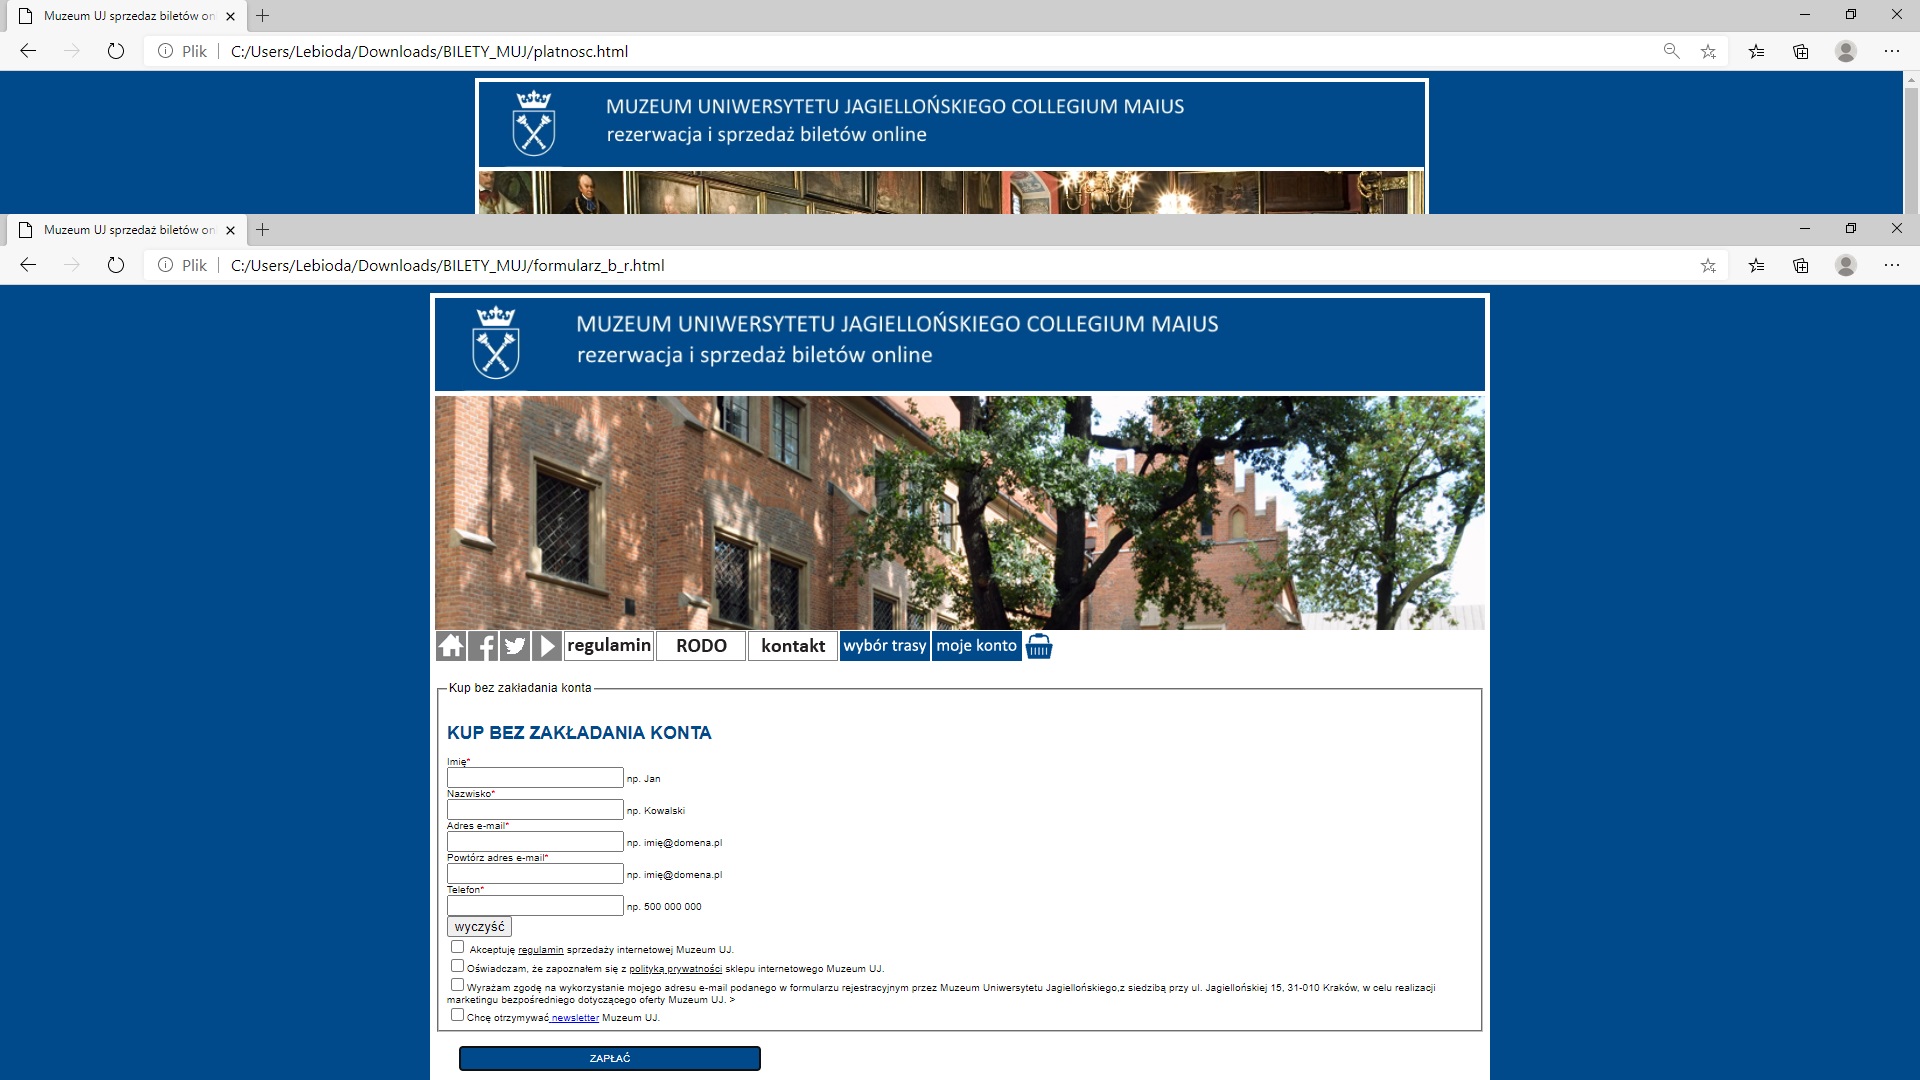 Muzeum UJ sprzedaz biletów on
Plik C:/Users/Lebioda/Downloads/BILETY_MUJ/platnosc.html
MUZEUM UNIWERSYTETU JAGIELLOŃSKIEGO COLLEGIUM MAIUS
rezerwacja i sprzedaż biletów online
Muzeum UJ sprzedaż biletów on
Plik C:/Users/Lebioda/Downloads/BILETY_MUJ/formularz_b_r.html
MUZEUM UNIWERSYTETU JAGIELLOŃSKIEGO COLLEGIUM MAIUS
rezerwacja i sprzedaż biletów online
regulamin RODO kontakt wybór trasy moje konto
Kup bez zakładania konta
KUP BEZ ZAKŁADANIA KONTA
Imię*
np. Jan
Nazwisko*
np. Kowalski
Adres e-mail*
np. imię@domena.pl
Powtórz adres e-mail*
np. imię@domena.pl
Telefon*
np. 500 000 000
wyczyść
Akceptuję regulamin sprzedaży internetowej Muzeum UJ.
Oświadczam, że zapoznałem się z polityką prywatności sklepu internetowego Muzeum UJ.
Wyrażam zgodę na wykorzystanie mojego adresu e-mail podanego w formularzu rejestracyjnym przez Muzeum Uniwersytetu Jagiellońskiego,z siedzibą przy ul. Jagiellońskiej 15, 31-010 Kraków, w celu realizacji
marketingu bezpośredniego dotyczącego oferty Muzeum UJ. >
Chcę otrzymywać newsletter Muzeum UJ.
ZAPŁAĆ